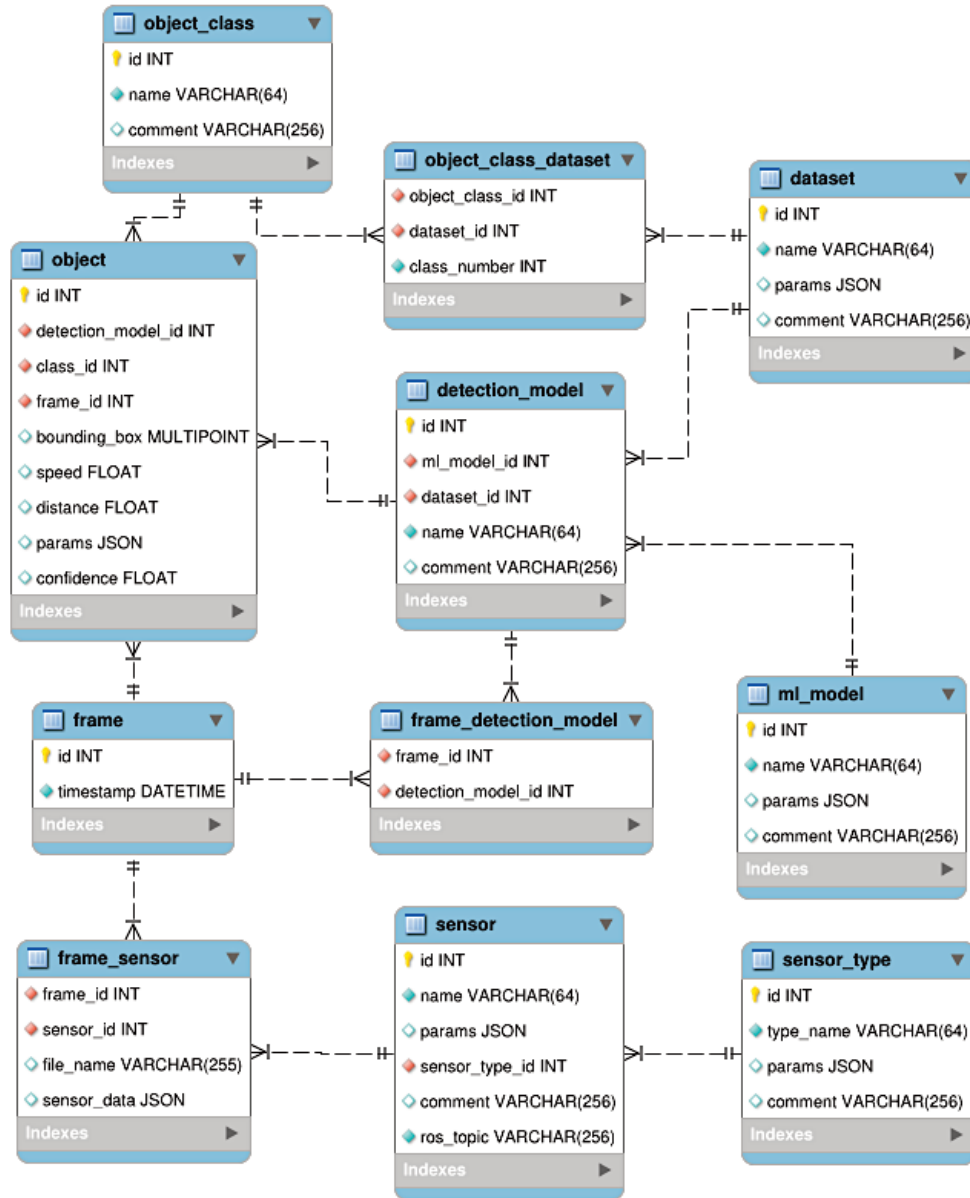 object_class
id INT
name VARCHAR(64)
comment VARCHAR(256)
Indexes
object_class_dataset
object_class_id INT
dataset_id INT
class_number INT
Indexes
dataset
id INT
name VARCHAR(64)
params JSON
comment VARCHAR(256)
Indexes
object
id INT
detection_model_id INT
class_id INT
frame_id INT
bounding_box MULTIPOINT
speed FLOAT
distance FLOAT
params JSON
confidence FLOAT
Indexes
detection_model
id INT
ml_model_id INT
dataset_id INT
name VARCHAR(64)
comment VARCHAR(256)
Indexes
ml_model
id INT
name VARCHAR(64)
params JSON
comment VARCHAR(256)
Indexes
frame
id INT
timestamp DATETIME
Indexes
frame_detection_model
frame_id INT
detection_model_id INT
Indexes
frame_sensor
frame_id INT
sensor_id INT
file_name VARCHAR(255)
sensor_data JSON
Indexes
sensor
id INT
name VARCHAR(64)
params JSON
sensor_type_id INT
comment VARCHAR(256)
ros_topic VARCHAR(256)
Indexes
sensor_type
id INT
type_name VARCHAR(64)
params JSON
comment VARCHAR(256)
Indexes